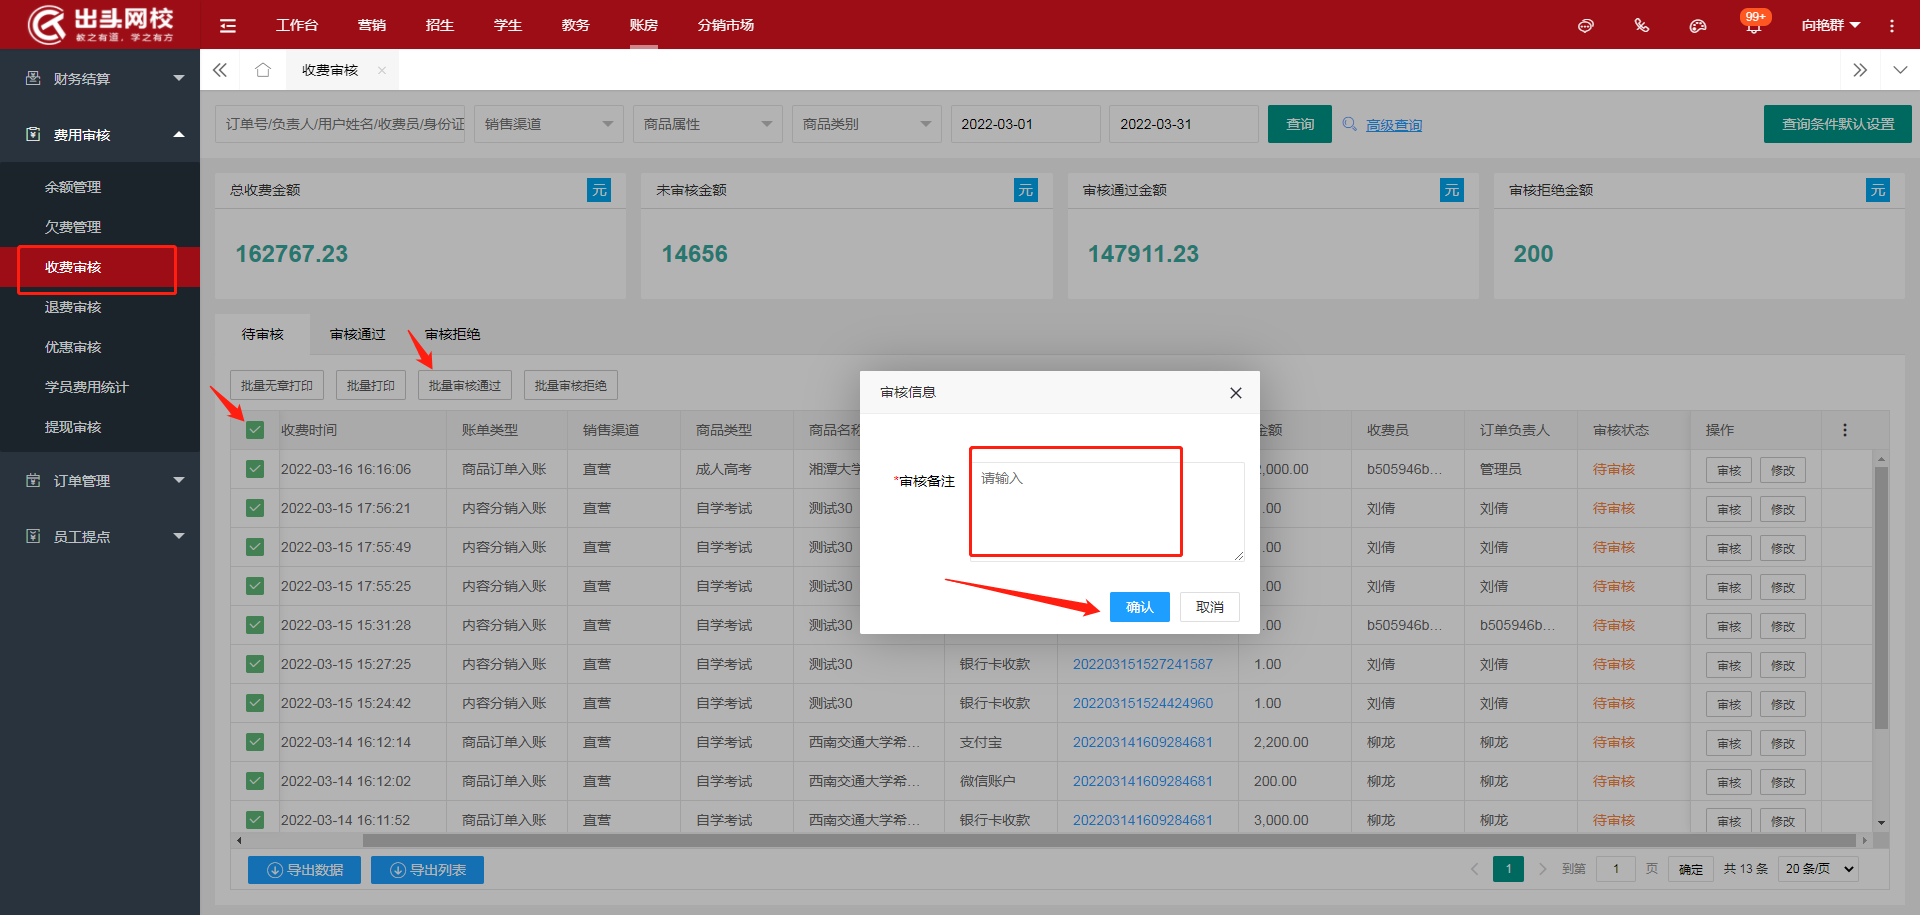 出头网校
教之有道，学之有方
工作台 营销 招生 学生 教务 账房 分销市场
99+
向艳群
财务结算
费用审核
余额管理
欠费管理
收费审核
退费审核
优惠审核
学员费用统计
提现审核
订单管理
员工提点
收费审核
订单号/负责人/用户姓名/收费员/身份证 销售渠道 商品属性 商品类别 2022-03-01 2022-03-31 查询 高级查询 查询条件默认设置
总收费金额 元 未审核金额 元 审核通过金额 元 审核拒绝金额 元
162767.23 14656 147911.23 200
待审核 审核通过 审核拒绝
批量无章打印 批量打印 批量审核通过 批量审核拒绝
收费时间 账单类型 销售渠道 商品类型 商品名称 金额 收费员 订单负责人 审核状态 操作
2022-03-16 16:16:06 商品订单入账 直营 成人高考 湘潭大学 ,000.00 b505946b... 管理员 待审核 审核 修改
2022-03-15 17:56:21 内容分销入账 直营 自学考试 测试30 .00 刘倩 刘倩 待审核 审核 修改
2022-03-15 17:55:49 内容分销入账 直营 自学考试 测试30 .00 刘倩 刘倩 待审核 审核 修改
2022-03-15 17:55:25 内容分销入账 直营 自学考试 测试30 .00 刘倩 刘倩 待审核 审核 修改
2022-03-15 15:31:28 内容分销入账 直营 自学考试 测试30 .00 b505946b... b505946b... 待审核 审核 修改
2022-03-15 15:27:25 内容分销入账 直营 自学考试 测试30 银行卡收款 202203151527241587 1.00 刘倩 刘倩 待审核 审核 修改
2022-03-15 15:24:42 内容分销入账 直营 自学考试 测试30 银行卡收款 202203151524424960 1.00 刘倩 刘倩 待审核 审核 修改
2022-03-14 16:12:14 商品订单入账 直营 自学考试 西南交通大学希... 支付宝 202203141609284681 2,200.00 柳龙 柳龙 待审核 审核 修改
2022-03-14 16:12:02 商品订单入账 直营 自学考试 西南交通大学希... 微信账户 202203141609284681 200.00 柳龙 柳龙 待审核 审核 修改
2022-03-14 16:11:52 商品订单入账 直营 自学考试 西南交通大学希... 银行卡收款 202203141609284681 3,000.00 柳龙 柳龙 待审核 审核 修改
审核信息
*审核备注 请输入
确认 取消
导出数据 导出列表
1 到第 1 页 确定 共 13 条 20 条/页